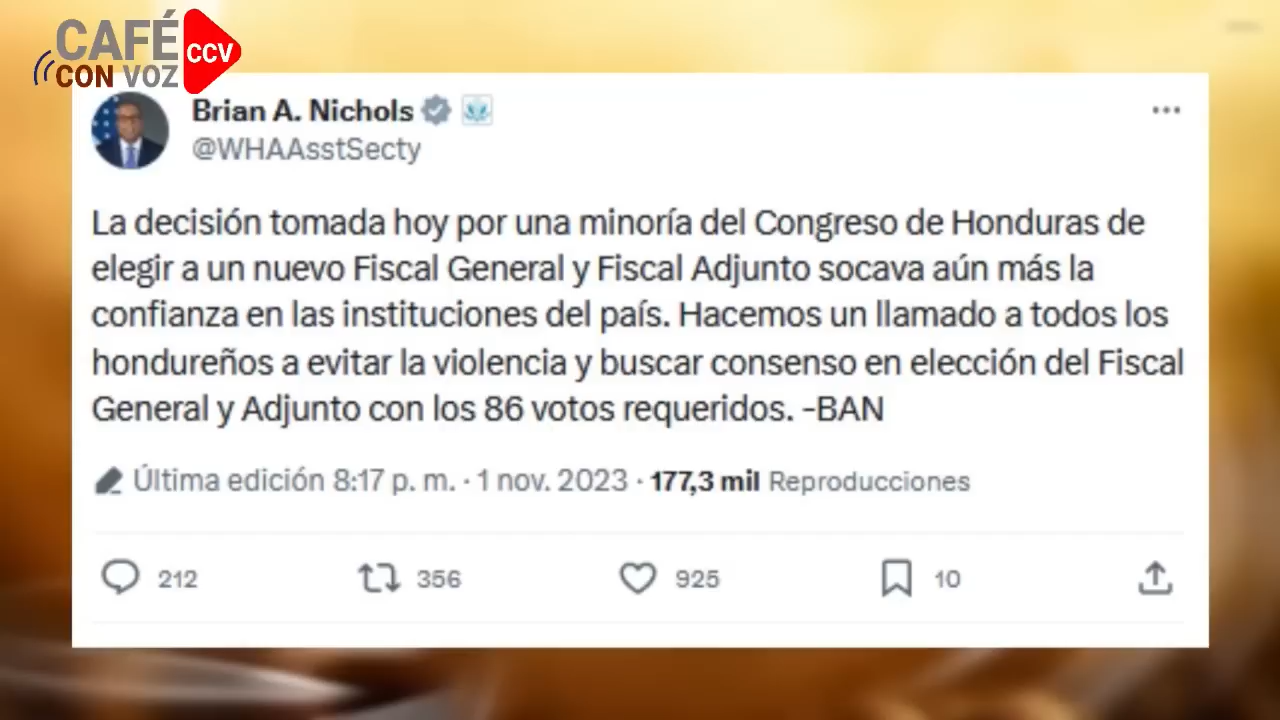 CAFÉ
CON VOZ
CCV
Brian A. Nichols
@WHAAsstSecty
La decisión tomada hoy por una minoría del Congreso de Honduras de
elegir a un nuevo Fiscal General y Fiscal Adjunto socava aún más la
confianza en las instituciones del país. Hacemos un llamado a todos los
hondureños a evitar la violencia y buscar consenso en elección del Fiscal
General y Adjunto con los 86 votos requeridos. -BAN
Última edición 8:17 p. m. · 1 nov. 2023 · 177,3 mil Reproducciones
212 356 925 10